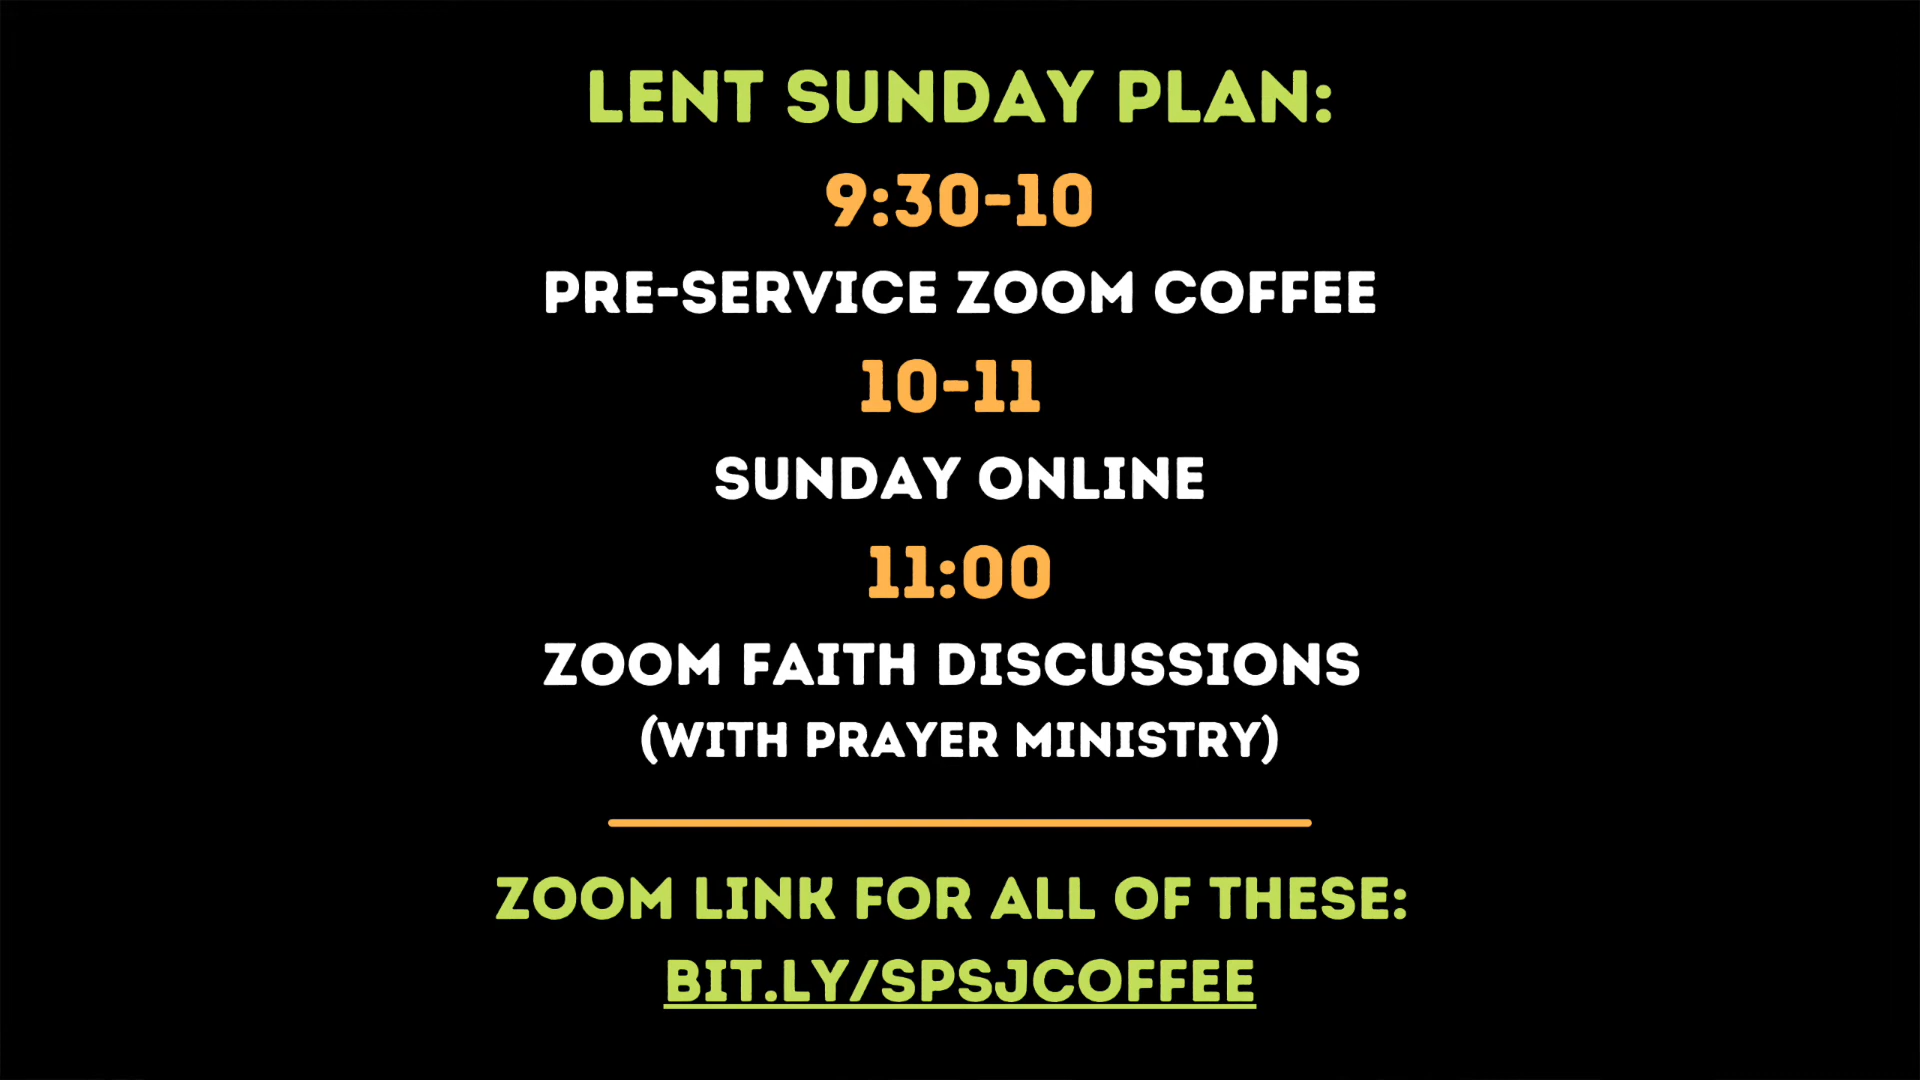 LENT SUNDAY PLAN:
9:30-10
PRE-SERVICE ZOOM COFFEE
10-11
SUNDAY ONLINE
11:00
ZOOM FAITH DISCUSSIONS
(WITH PRAYER MINISTRY)
ZOOM LINK FOR ALL OF THESE:
BIT.LY/SPSJCOFFEE